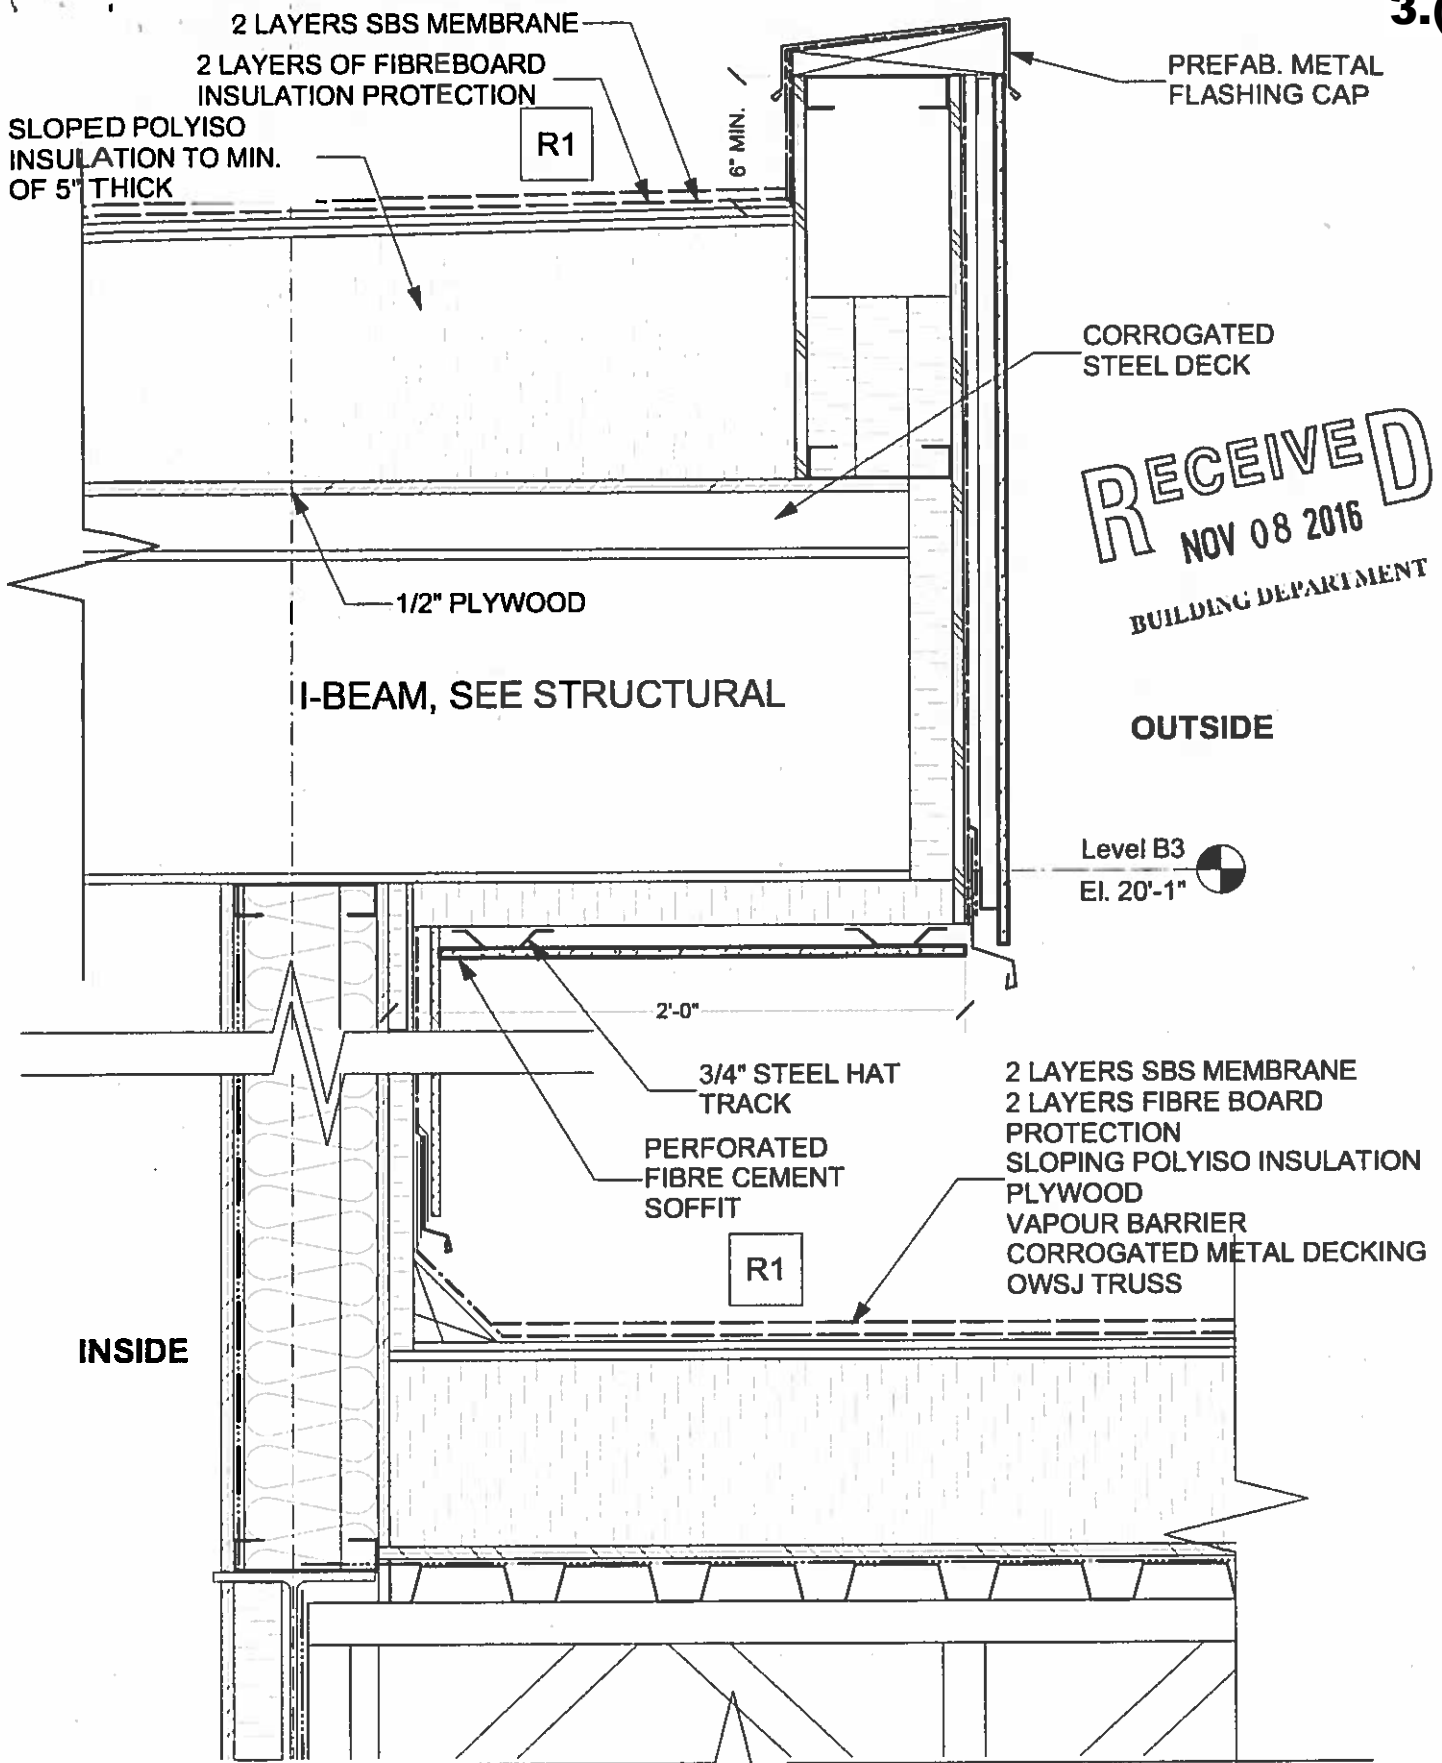 3.(
2 LAYERS SBS MEMBRANE
2 LAYERS OF FIBREBOARD
INSULATION PROTECTION
SLOPED POLYISO
INSULATION TO MIN.
OF 5" THICK
R1
6" MIN.
PREFAB. METAL
FLASHING CAP
CORROGATED
STEEL DECK
RECEIVED
NOV 08 2016
BUILDING DEPARTMENT
1/2" PLYWOOD
I-BEAM, SEE STRUCTURAL
OUTSIDE
Level B3
El. 20'-1"
2'-0"
3/4" STEEL HAT
TRACK
PERFORATED
FIBRE CEMENT
SOFFIT
2 LAYERS SBS MEMBRANE
2 LAYERS FIBRE BOARD
PROTECTION
SLOPING POLYISO INSULATION
PLYWOOD
VAPOUR BARRIER
CORROGATED METAL DECKING
OWSJ TRUSS
R1
INSIDE